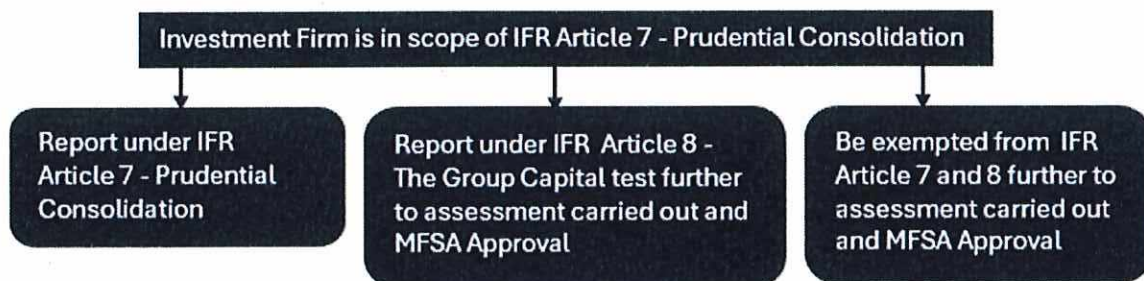 Investment Firm is in scope of IFR Article 7 - Prudential Consolidation
Report under IFR
Article 7 - Prudential
Consolidation
Report under IFR Article 8 -
The Group Capital test further
to assessment carried out and
MFSA Approval
Be exempted from IFR
Article 7 and 8 further to
assessment carried out
and MFSA Approval